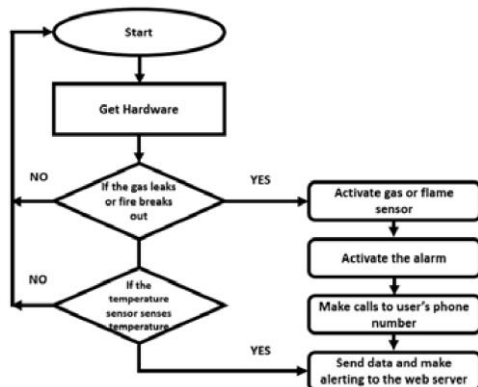 Start
Get Hardware
NO
If the gas leaks
or fire breaks
out
YES
Activate gas or flame
sensor
Activate the alarm
NO
If the
temperature
sensor senses
temperature
Make calls to user's phone
number
YES
Send data and make
alerting to the web server